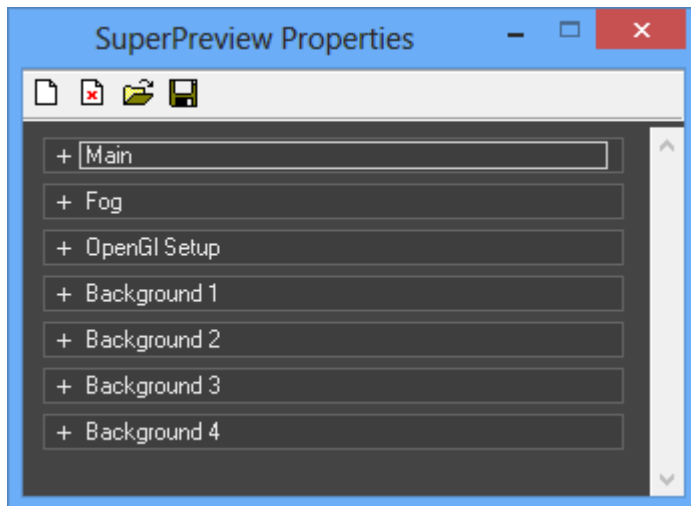 SuperPreview Properties
+ Main
+ Fog
+ OpenGl Setup
+ Background 1
+ Background 2
+ Background 3
+ Background 4